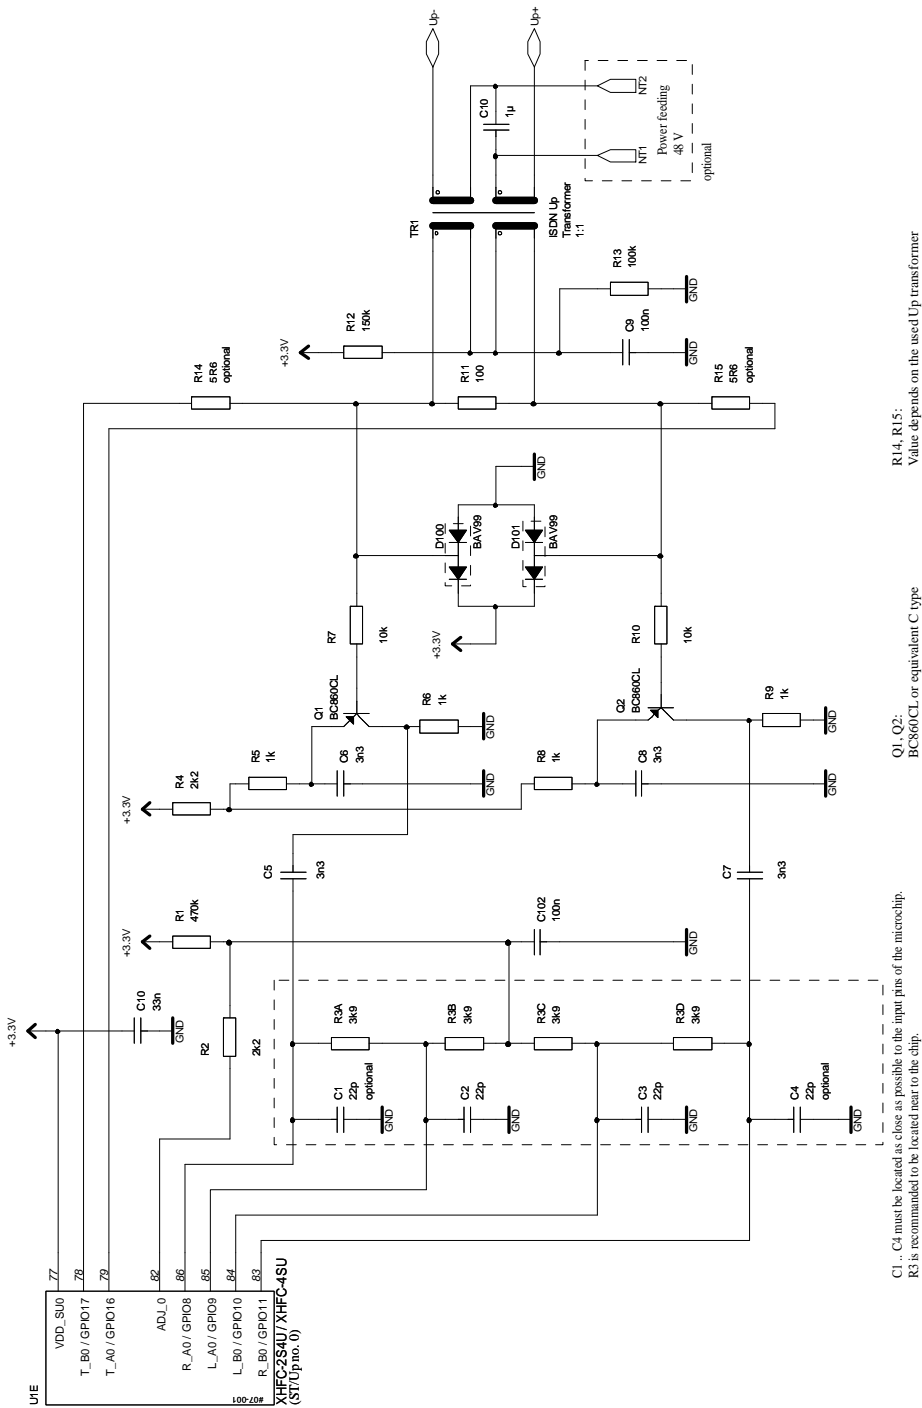 Up-
Up+
C10
1µ
NT2
NT1
Power feeding
48 V
optional
TR1
ISDN Up
Transformer
1:1
R13
100k
GND
R12
150k
+3.3V
C9
100n
GND
R14
5R6
optional
R11
100
R15
5R6
optional
GND
D100
BAV99
D101
BAV99
+3.3V
R7
10k
R10
10k
Q1
BC860CL
R6
1k
GND
Q2
BC860CL
R9
1k
GND
R5
1k
C6
3n3
GND
R8
1k
C8
3n3
GND
+3.3V
R4
2k2
C5
3n3
C7
3n3
+3.3V
R1
470k
C102
100n
GND
+3.3V
C10
33n
GND
R2
2k2
R3A
3k9
R3B
3k9
R3C
3k9
R3D
3k9
C1
22p
optional
GND
C2
22p
GND
C3
22p
GND
C4
22p
optional
GND
U1E
77
VDD_SU0
78
T_B0 / GPIO17
79
T_A0 / GPIO16
82
ADJ_0
86
R_A0 / GPIO8
85
L_A0 / GPIO9
84
L_B0 / GPIO10
83
R_B0 / GPIO11
#07-001
XHFC-2S4U / XHFC-4SU
(ST/Up no. 0)
C1 .. C4 must be located as close as possible to the input pins of the microchip.
R3 is recommanded to be located near to the chip.
Q1, Q2:
BC860CL or equivalent C type
R14, R15:
Value depends on the used Up transformer